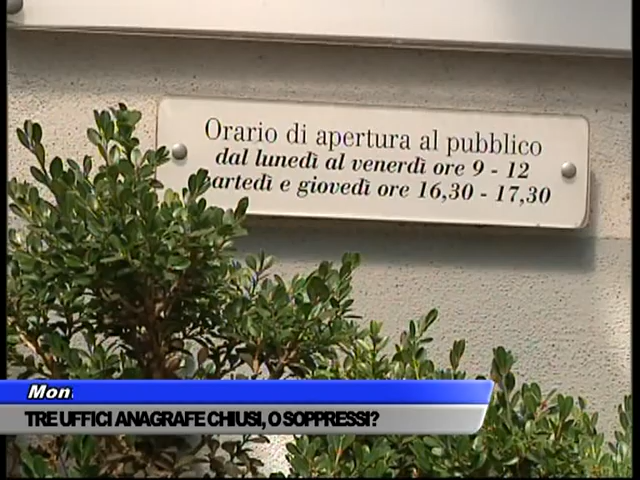 Orario di apertura al pubblico
dal lunedì al venerdì ore 9 - 12
martedì e giovedì ore 16,30 - 17,30
Mon
TRE UFFICI ANAGRAFE CHIUSI, O SOPPRESSI?